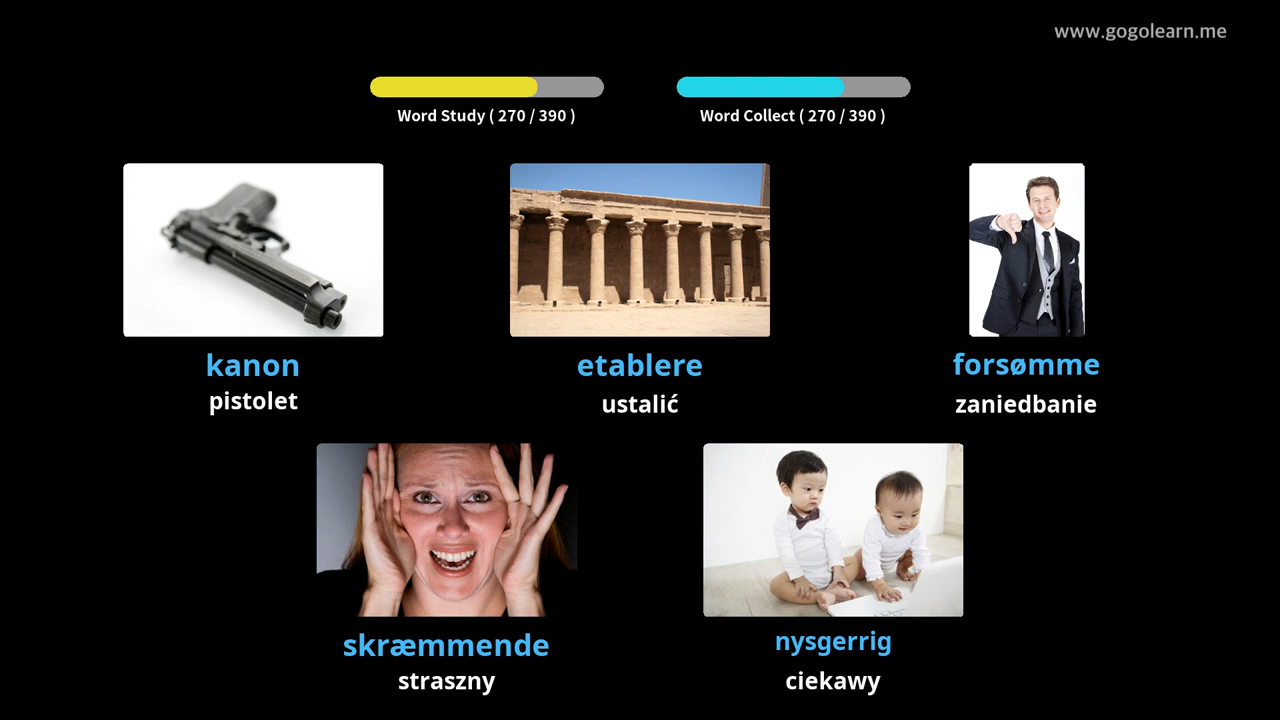 www.gogolearn.me
Word Study ( 270 / 390 )
Word Collect ( 270 / 390 )
kanon
pistolet
etablere
ustalić
forsømme
zaniedbanie
skræmmende
straszny
nysgerrig
ciekawy